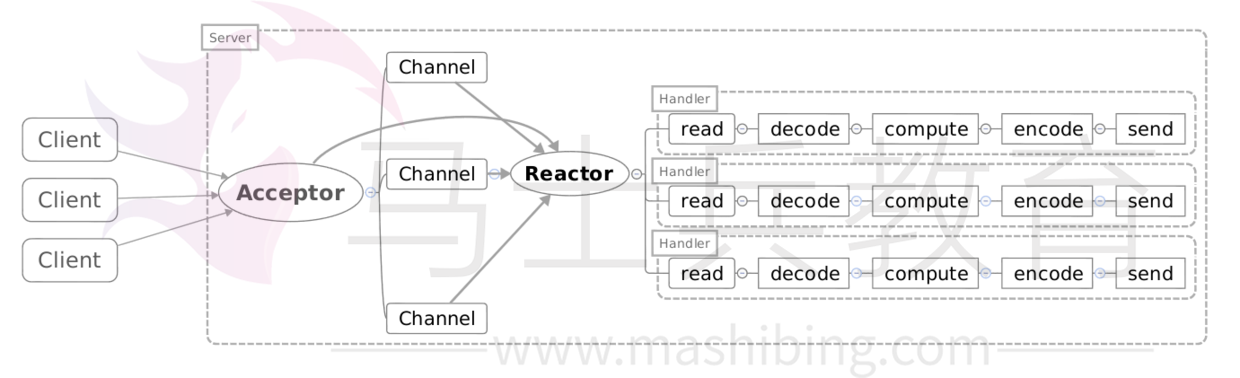 Server
Client
Client
Client
Acceptor
Channel
Channel
Channel
Reactor
Handler
read decode compute encode send
Handler
read decode compute encode send
Handler
read decode compute encode send
马士兵教育
www.mashibing.com